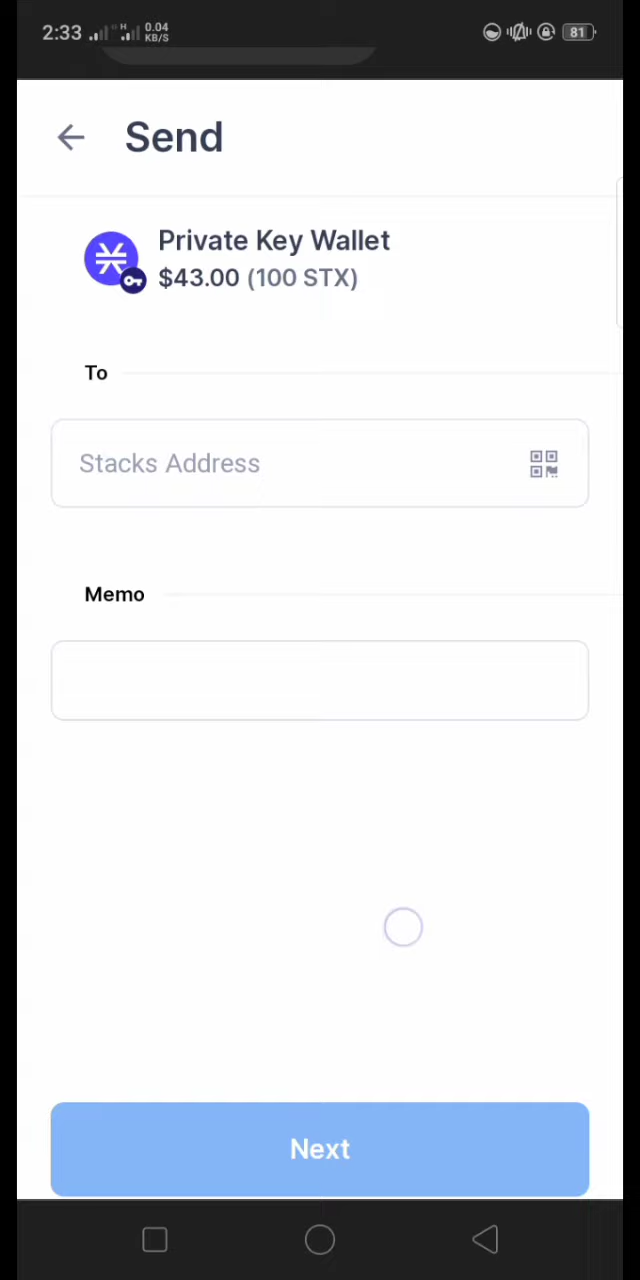 2:33 H 0.04 KB/S 81
Send
Private Key Wallet
$43.00 (100 STX)
To
Stacks Address
Memo
Next